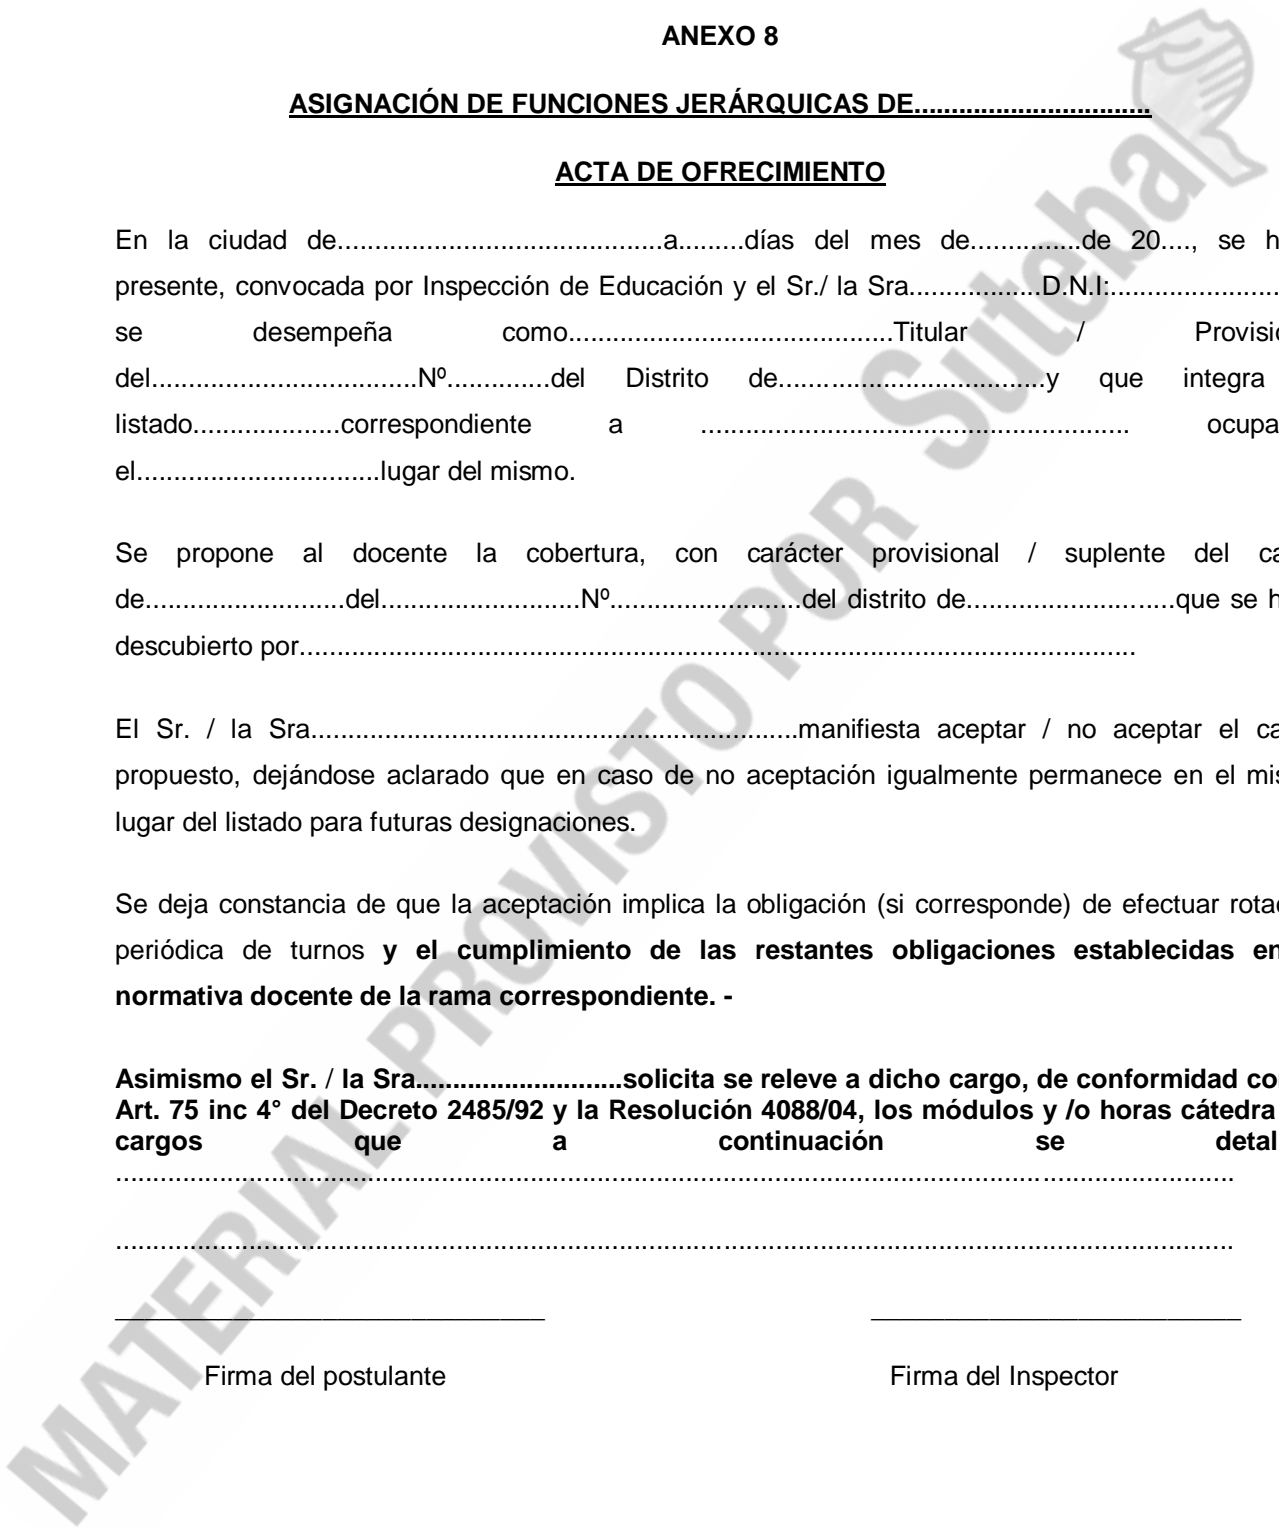 ANEXO 8
ASIGNACIÓN DE FUNCIONES JERÁRQUICAS DE................................
ACTA DE OFRECIMIENTO
En la ciudad de............................................a.........días del mes de...............de 20...., se
presente, convocada por Inspección de Educación y el Sr./ la Sra..................D.N.I:.......................
se desempeña como............................................Titular /
del....................................Nº..............del Distrito de....................................y que integra
listado....................correspondiente a ..........................................................
el.................................lugar del mismo.
Se propone al docente la cobertura, con carácter provisional / suplente del
de...........................del...........................Nº..........................del distrito de............................que se
descubierto por.................................................................................................................
El Sr. / la Sra..................................................................manifiesta aceptar / no aceptar el
propuesto, dejándose aclarado que en caso de no aceptación igualmente permanece en el
lugar del listado para futuras designaciones.
Se deja constancia de que la aceptación implica la obligación (si corresponde) de efectuar
periódica de turnos y el cumplimiento de las restantes obligaciones establecidas en
normativa docente de la rama correspondiente. -
Asimismo el Sr. / la Sra............................solicita se releve a dicho cargo, de conformidad
Art. 75 inc 4° del Decreto 2485/92 y la Resolución 4088/04, los módulos y /o horas cátedra
cargos que a continuación se
.......................................................................................................................................................
.......................................................................................................................................................
_____________________________ _________________________
Firma del postulante Firma del Inspector
MATERIAL PROVISTO POR Suteba